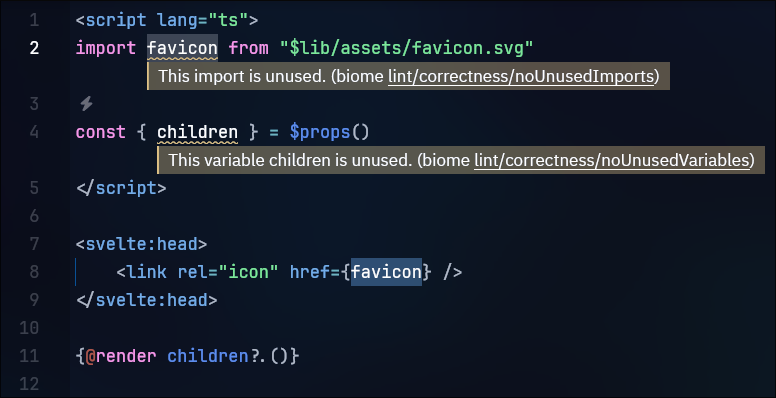 1 <script lang="ts">
2 import favicon from "$lib/assets/favicon.svg"
This import is unused. (biome lint/correctness/noUnusedImports)
3
4 const { children } = $props()
This variable children is unused. (biome lint/correctness/noUnusedVariables)
5 </script>
6
7 <svelte:head>
8 <link rel="icon" href={favicon} />
9 </svelte:head>
10
11 {@render children?.()}
12